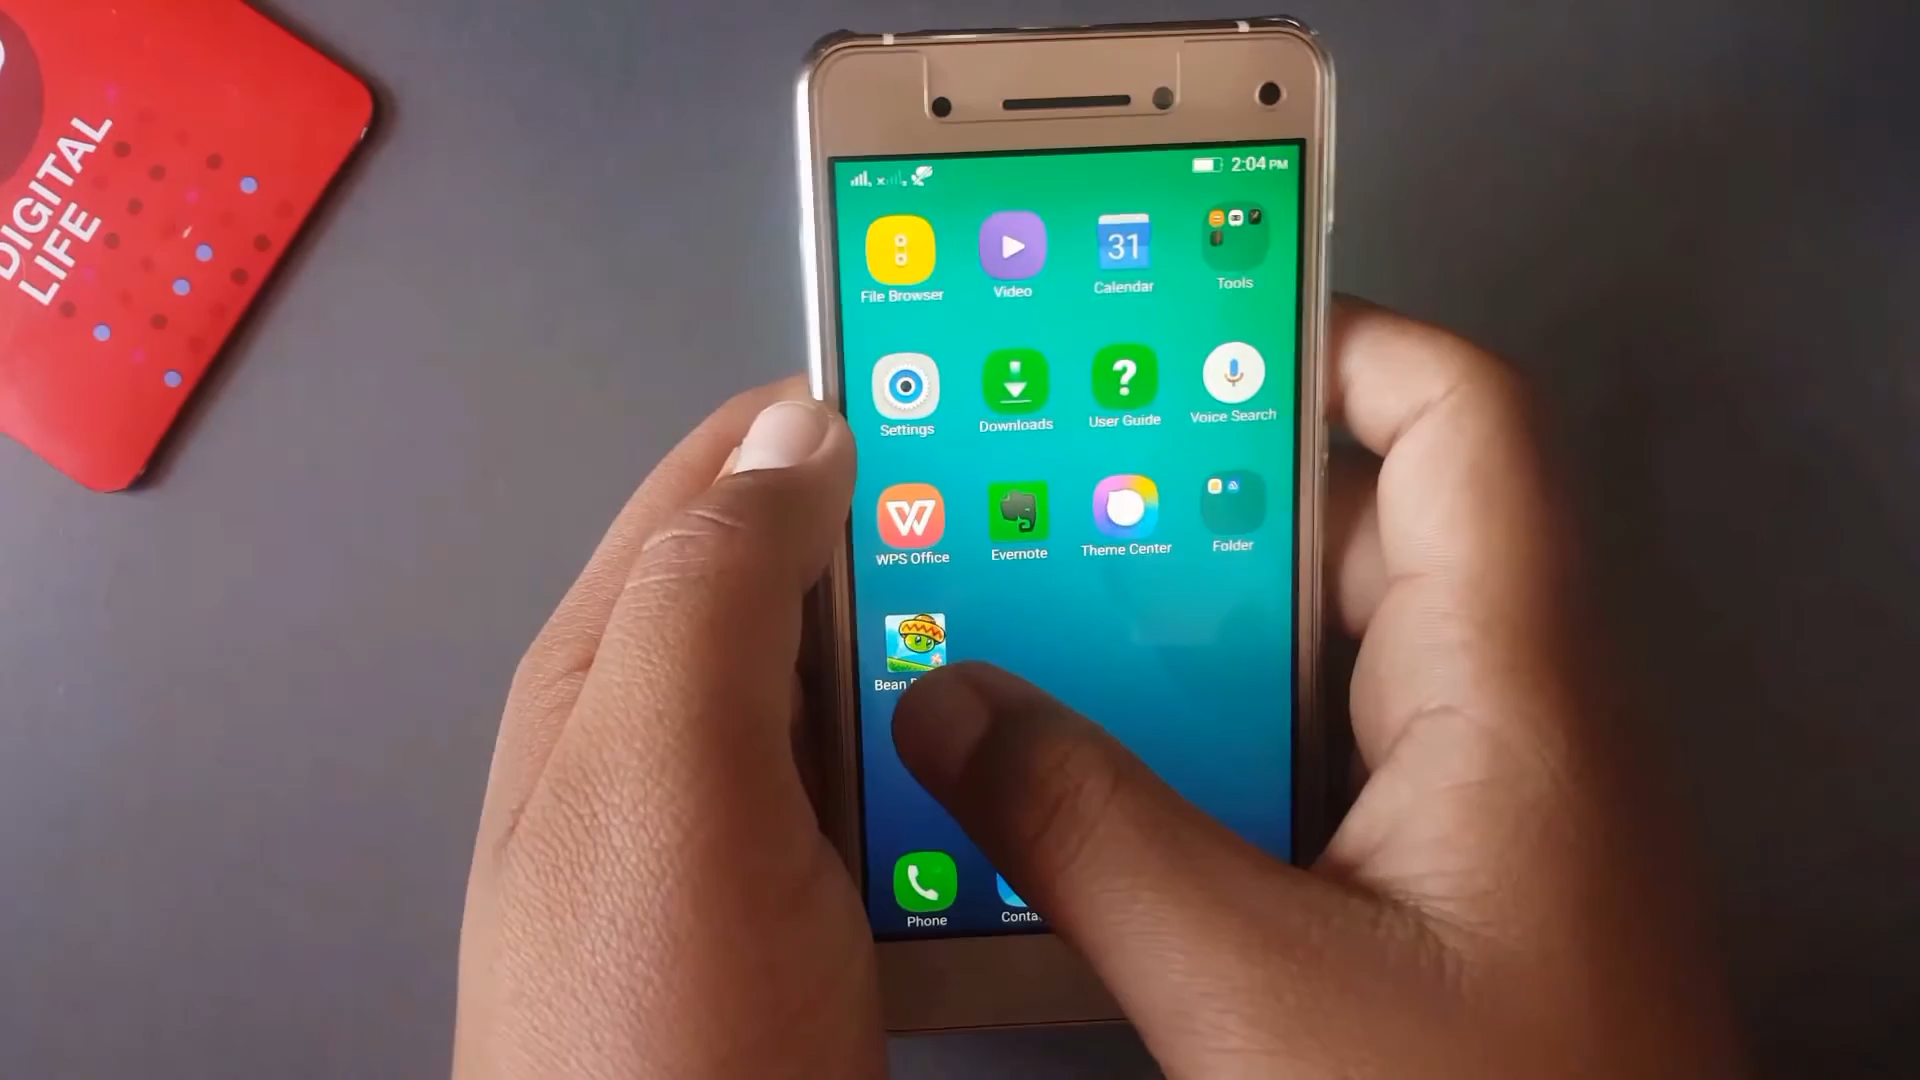 DIGITAL
LIFE
2:04 PM
31
File Browser
Video
Calendar
Tools
Settings
Downloads
User Guide
Voice Search
WPS Office
Evernote
Theme Center
Folder
Bean
Phone
Conta